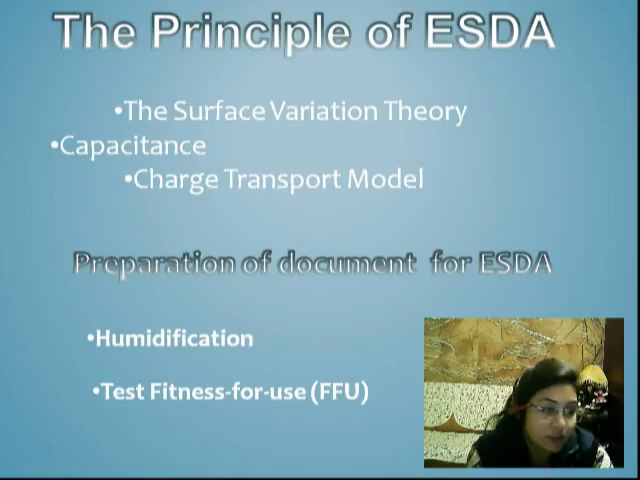 The Principle of ESDA
•The Surface Variation Theory
•Capacitance
•Charge Transport Model
Preparation of document for ESDA
•Humidification
•Test Fitness-for-use (FFU)